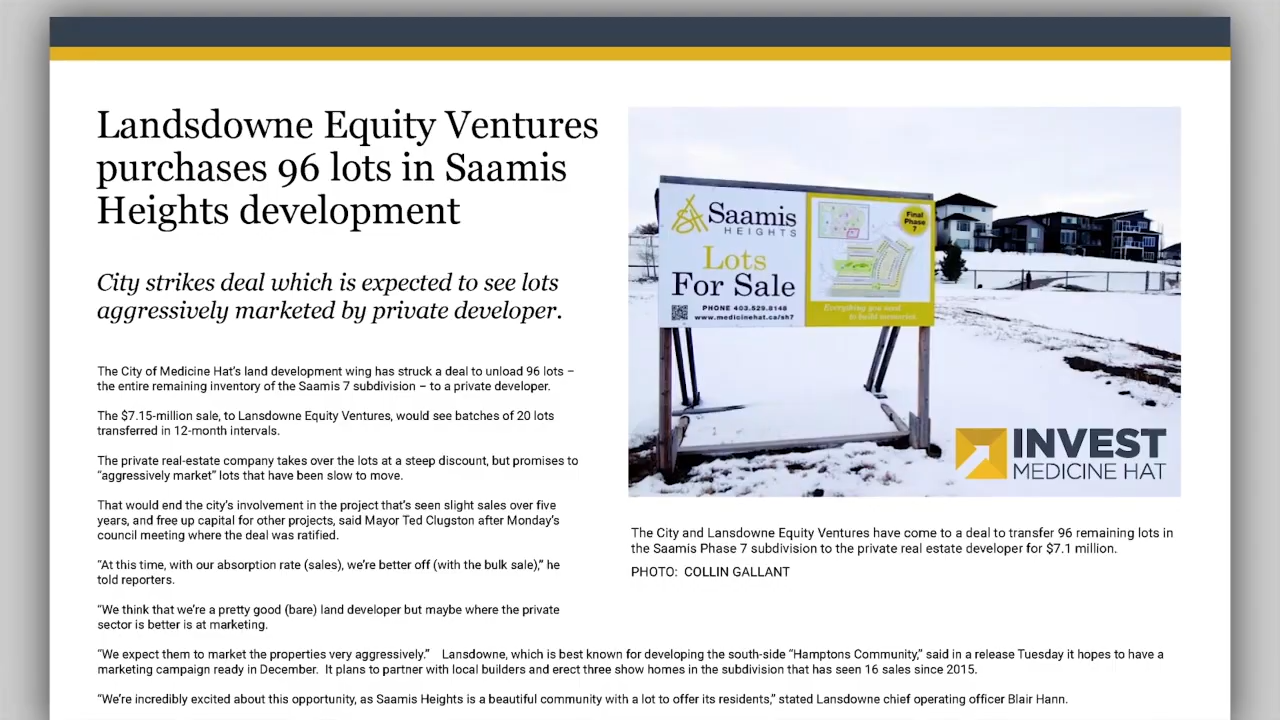 Landsdowne Equity Ventures
purchases 96 lots in Saamis
Heights development
City strikes deal which is expected to see lots
aggressively marketed by private developer.
The City of Medicine Hat's land development wing has struck a deal to unload 96 lots –
the entire remaining inventory of the Saamis 7 subdivision – to a private developer.
The $7.15-million sale, to Lansdowne Equity Ventures, would see batches of 20 lots
transferred in 12-month intervals.
The private real-estate company takes over the lots at a steep discount, but promises to
"aggressively market" lots that have been slow to move.
That would end the city's involvement in the project that's seen slight sales over five
years, and free up capital for other projects, said Mayor Ted Clugston after Monday's
council meeting where the deal was ratified.
"At this time, with our absorption rate (sales), we're better off (with the bulk sale)," he
told reporters.
"We think that we're a pretty good (bare) land developer but maybe where the private
sector is better is at marketing.
"We expect them to market the properties very aggressively." Lansdowne, which is best known for developing the south-side "Hamptons Community," said in a release Tuesday it hopes to have a
marketing campaign ready in December. It plans to partner with local builders and erect three show homes in the subdivision that has seen 16 sales since 2015.
"We're incredibly excited about this opportunity, as Saamis Heights is a beautiful community with a lot to offer its residents," stated Lansdowne chief operating officer Blair Hann.
Saamis
HEIGHTS
Lots
For Sale
PHONE 403.529.8148
www.medicinehat.ca/sh7
Final
Phase
7
Everything you want
to build memories.
INVEST
MEDICINE HAT
The City and Lansdowne Equity Ventures have come to a deal to transfer 96 remaining lots in
the Saamis Phase 7 subdivision to the private real estate developer for $7.1 million.
PHOTO: COLLIN GALLANT